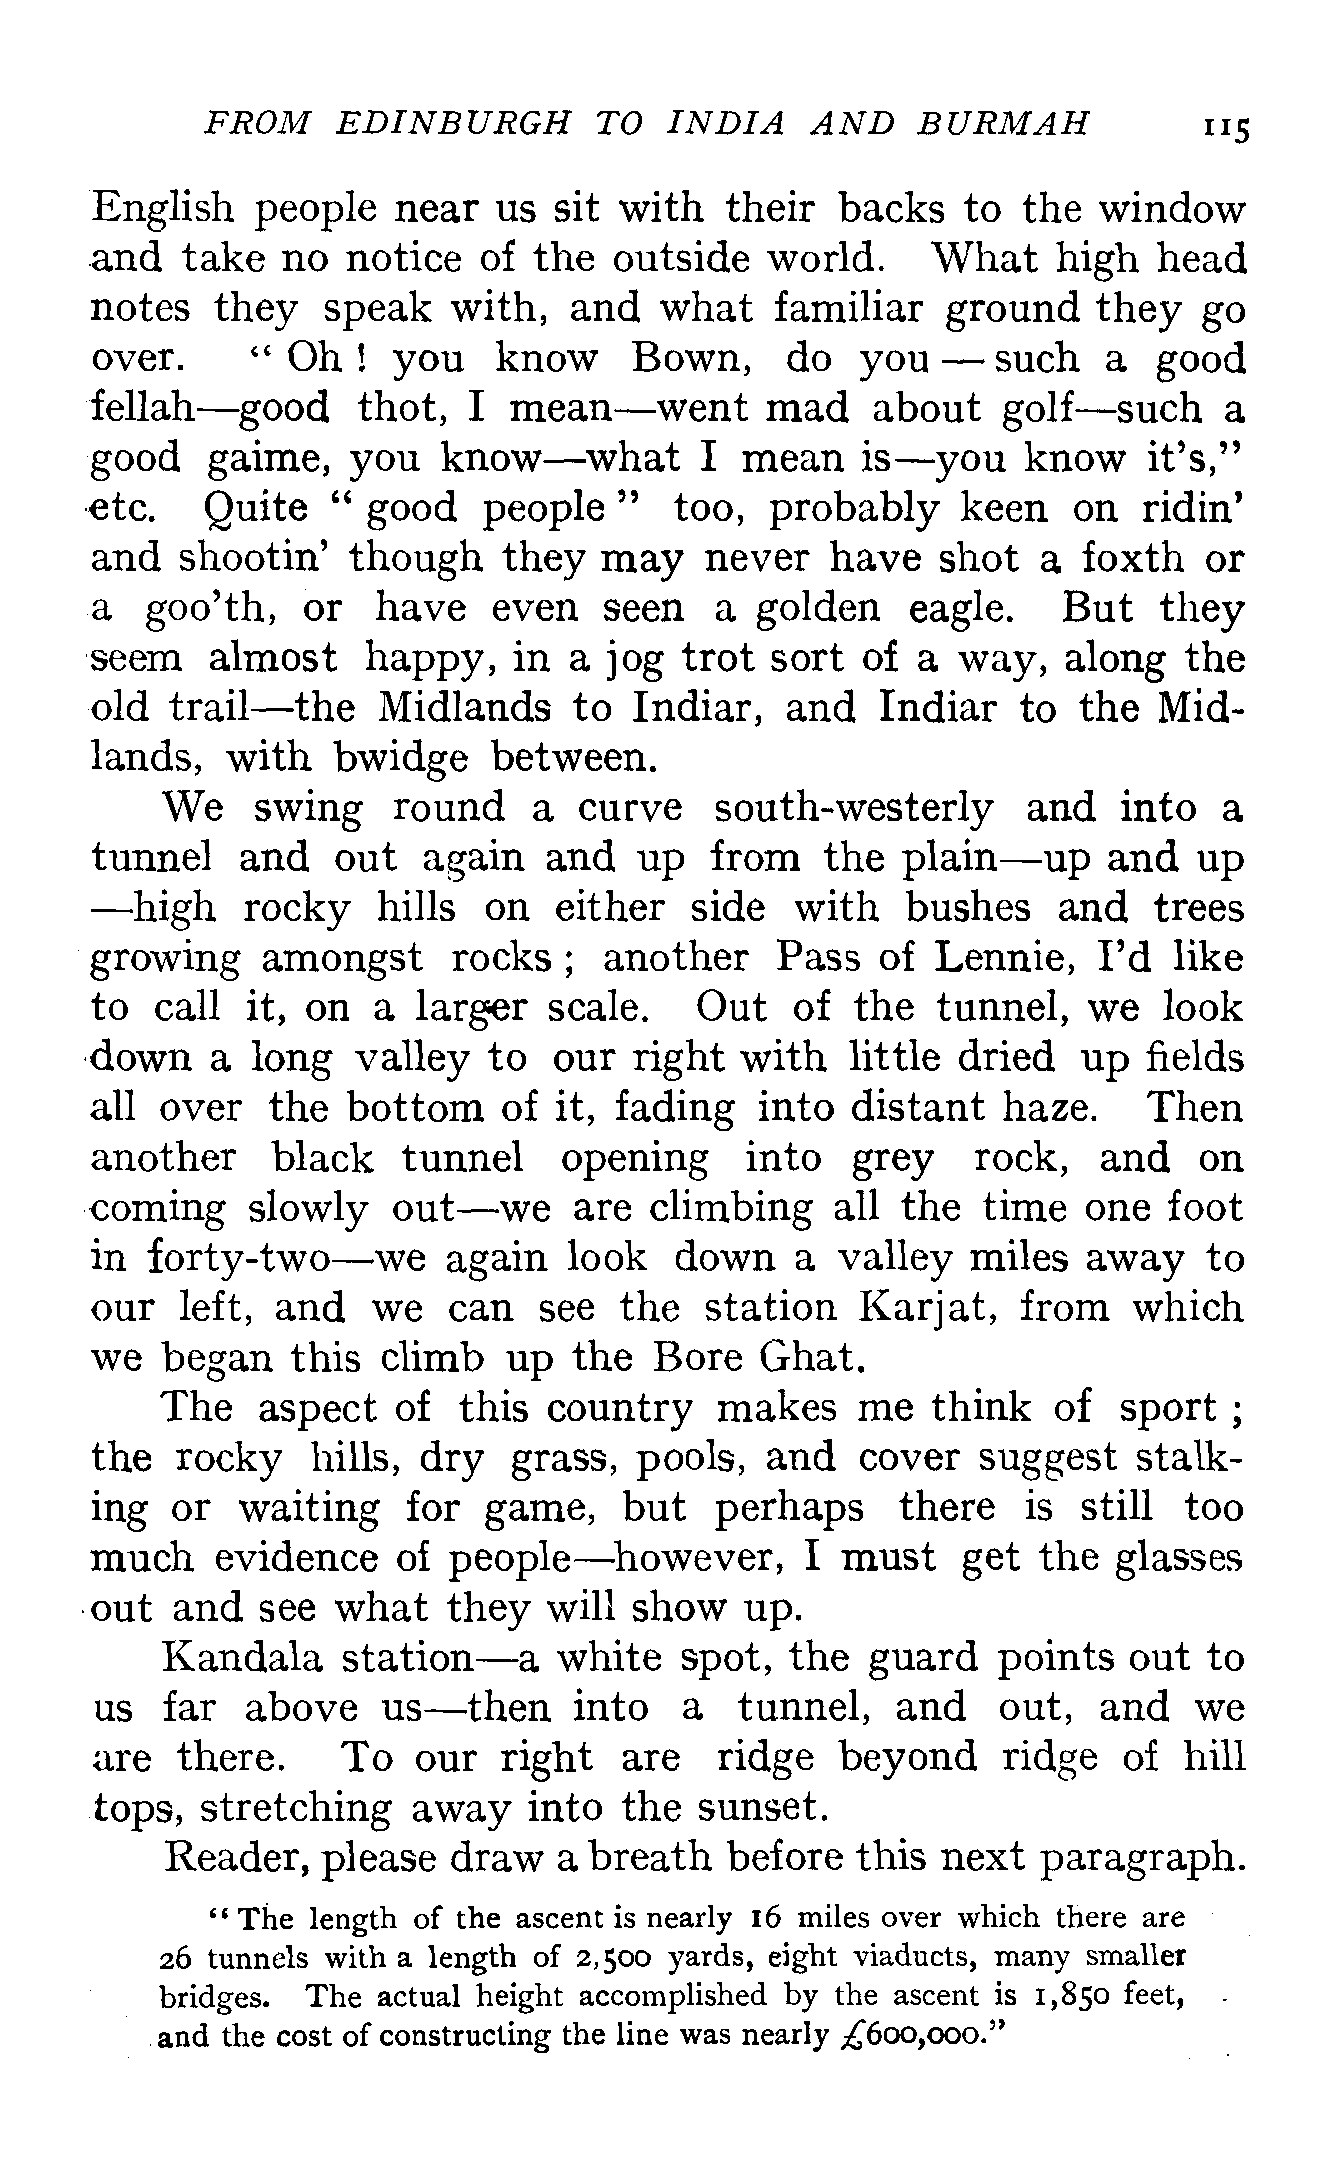 FROM EDINBURGH TO INDIA AND BURMAH 115
English people near us sit with their backs to the window
and take no notice of the outside world. What high head
notes they speak with, and what familiar ground they go
over. “ Oh ! you know Bown, do you — such a good
fellah—good thot, I mean—went mad about golf—such a
good gaime, you know—what I mean is—you know it’s,”
etc. Quite “ good people ” too, probably keen on ridin’
and shootin’ though they may never have shot a foxth or
a goo’th, or have even seen a golden eagle. But they
seem almost happy, in a jog trot sort of a way, along the
old trail—the Midlands to Indiar, and Indiar to the Mid-
lands, with bwidge between.
We swing round a curve south-westerly and into a
tunnel and out again and up from the plain—up and up
—high rocky hills on either side with bushes and trees
growing amongst rocks ; another Pass of Lennie, I’d like
to call it, on a larger scale. Out of the tunnel, we look
down a long valley to our right with little dried up fields
all over the bottom of it, fading into distant haze. Then
another black tunnel opening into grey rock, and on
coming slowly out—we are climbing all the time one foot
in forty-two—we again look down a valley miles away to
our left, and we can see the station Karjat, from which
we began this climb up the Bore Ghat.
The aspect of this country makes me think of sport ;
the rocky hills, dry grass, pools, and cover suggest stalk-
ing or waiting for game, but perhaps there is still too
much evidence of people—however, I must get the glasses
out and see what they will show up.
Kandala station—a white spot, the guard points out to
us far above us—then into a tunnel, and out, and we
are there. To our right are ridge beyond ridge of hill
tops, stretching away into the sunset.
Reader, please draw a breath before this next paragraph.
“ The length of the ascent is nearly 16 miles over which there are
26 tunnels with a length of 2,500 yards, eight viaducts, many smaller
bridges. The actual height accomplished by the ascent is 1,850 feet,
and the cost of constructing the line was nearly £600,000.”